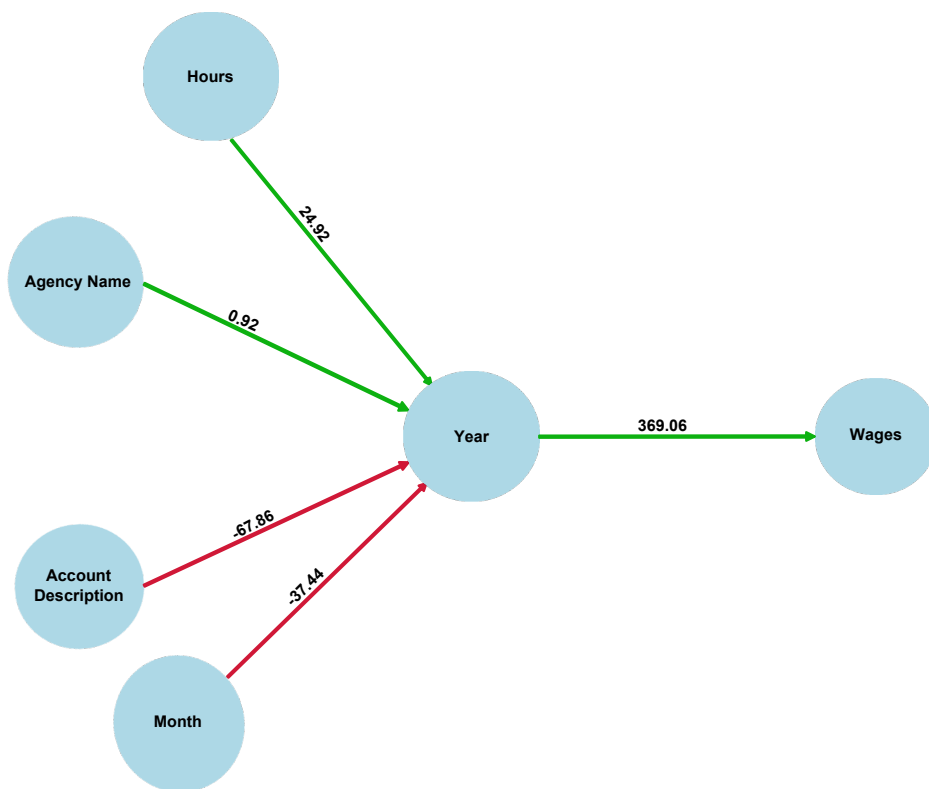 Hours
24.92
Agency Name
0.92
Year
369.06
Wages
-67.86
Account
Description
-37.44
Month